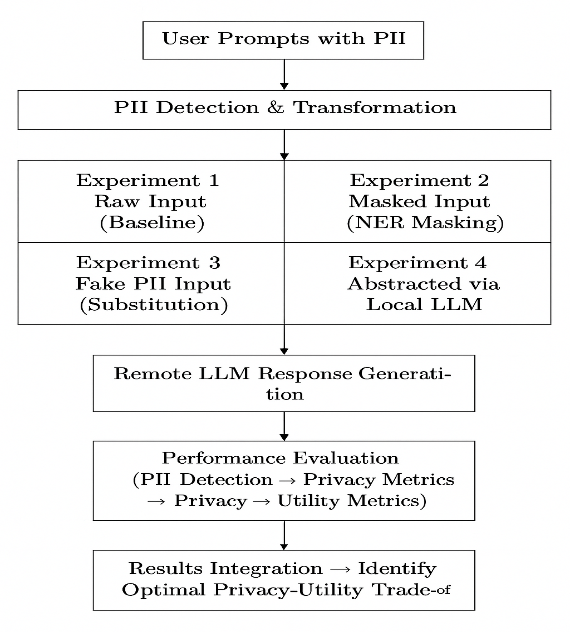 User Prompts with PII
PII Detection & Transformation
Experiment 1
Raw Input
(Baseline)
Experiment 2
Masked Input
(NER Masking)
Experiment 3
Fake PII Input
(Substitution)
Experiment 4
Abstracted via
Local LLM
Remote LLM Response Generati-
tion
Performance Evaluation
(PII Detection → Privacy Metrics
→ Privacy → Utility Metrics)
Results Integration → Identify
Optimal Privacy-Utility Trade-of